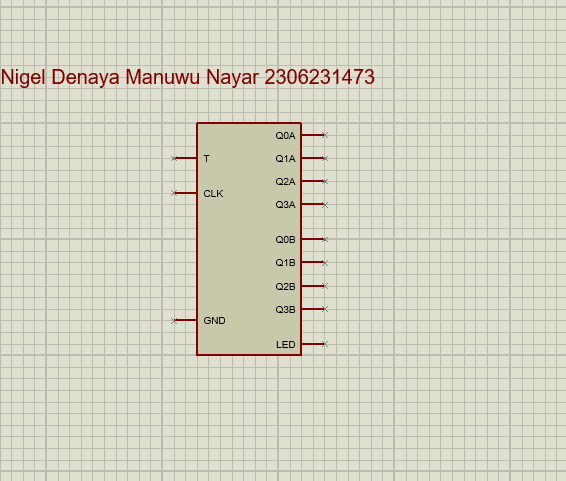 Nigel Denaya Manuwu Nayar 2306231473
Q0A
T Q1A
Q2A
CLK Q3A
Q0B
Q1B
Q2B
Q3B
GND
LED